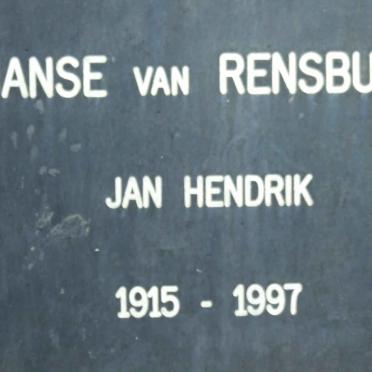 ANSE VAN RENSBU
JAN HENDRIK
1915 - 1997